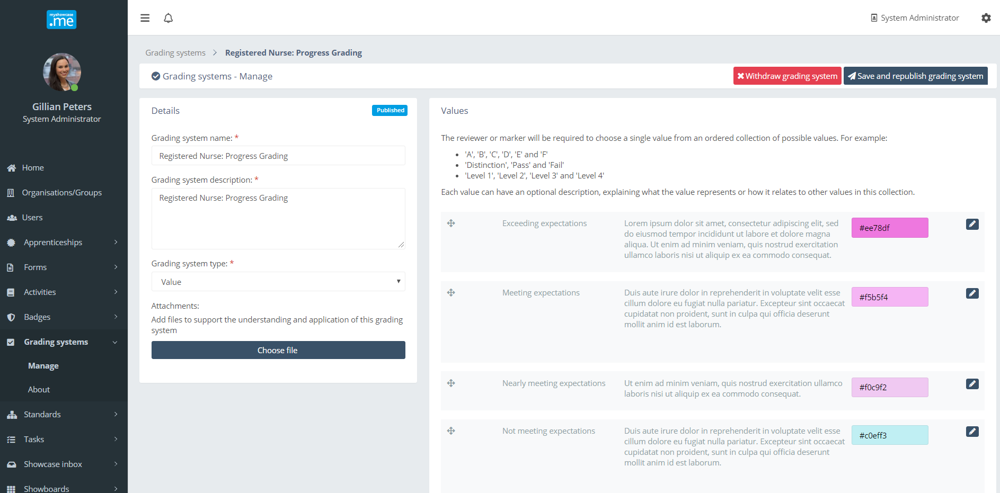 myshowcase
.me
Gillian Peters
System Administrator
Home
Organisations/Groups
Users
Apprenticeships
Forms
Activities
Badges
Grading systems
Manage
About
Standards
Tasks
Showcase inbox
Showboards
System Administrator
Grading systems > Registered Nurse: Progress Grading
Grading systems - Manage
Withdraw grading system
Save and republish grading system
Details
Published
Grading system name: *
Registered Nurse: Progress Grading
Grading system description: *
Registered Nurse: Progress Grading
Grading system type: *
Value
Attachments:
Add files to support the understanding and application of this grading
system
Choose file
Values
The reviewer or marker will be required to choose a single value from an ordered collection of possible values. For example:
• 'A', 'B', 'C', 'D', 'E' and 'F'
• 'Distinction', 'Pass' and 'Fail'
• 'Level 1', 'Level 2', 'Level 3' and 'Level 4'
Each value can have an optional description, explaining what the value represents or how it relates to other values in this collection.
Exceeding expectations
Lorem ipsum dolor sit amet, consectetur adipiscing elit, sed
do eiusmod tempor incididunt ut labore et dolore magna
aliqua. Ut enim ad minim veniam, quis nostrud exercitation
ullamco laboris nisi ut aliquip ex ea commodo consequat.
#ee78df
Meeting expectations
Duis aute irure dolor in reprehenderit in voluptate velit esse
cillum dolore eu fugiat nulla pariatur. Excepteur sint occaecat
cupidatat non proident, sunt in culpa qui officia deserunt
mollit anim id est laborum.
#f5b5f4
Nearly meeting expectations
Ut enim ad minim veniam, quis nostrud exercitation ullamco
laboris nisi ut aliquip ex ea commodo consequat.
#f0c9f2
Not meeting expectations
Duis aute irure dolor in reprehenderit in voluptate velit esse
cillum dolore eu fugiat nulla pariatur. Excepteur sint occaecat
cupidatat non proident, sunt in culpa qui officia deserunt
mollit anim id est laborum.
#c0eff3